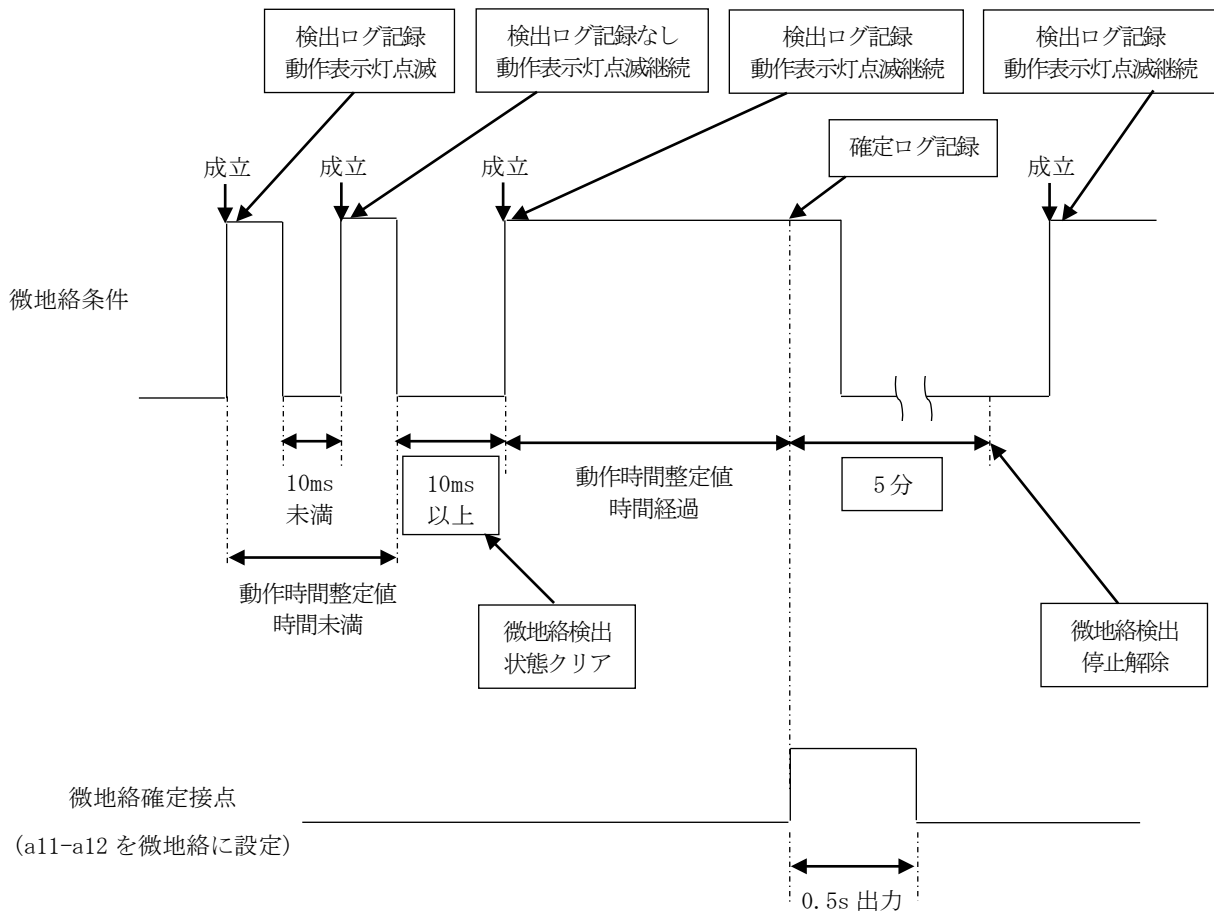 検出ログ記録
動作表示灯点滅
検出ログ記録なし
動作表示灯点滅継続
検出ログ記録
動作表示灯点滅継続
検出ログ記録
動作表示灯点滅継続
確定ログ記録
成立
成立
成立
成立
微地絡条件
10ms
未満
10ms
以上
動作時間整定値
時間経過
5分
動作時間整定値
時間未満
微地絡検出
状態クリア
微地絡検出
停止解除
微地絡確定接点
(a11-a12 を微地絡に設定)
0.5s 出力